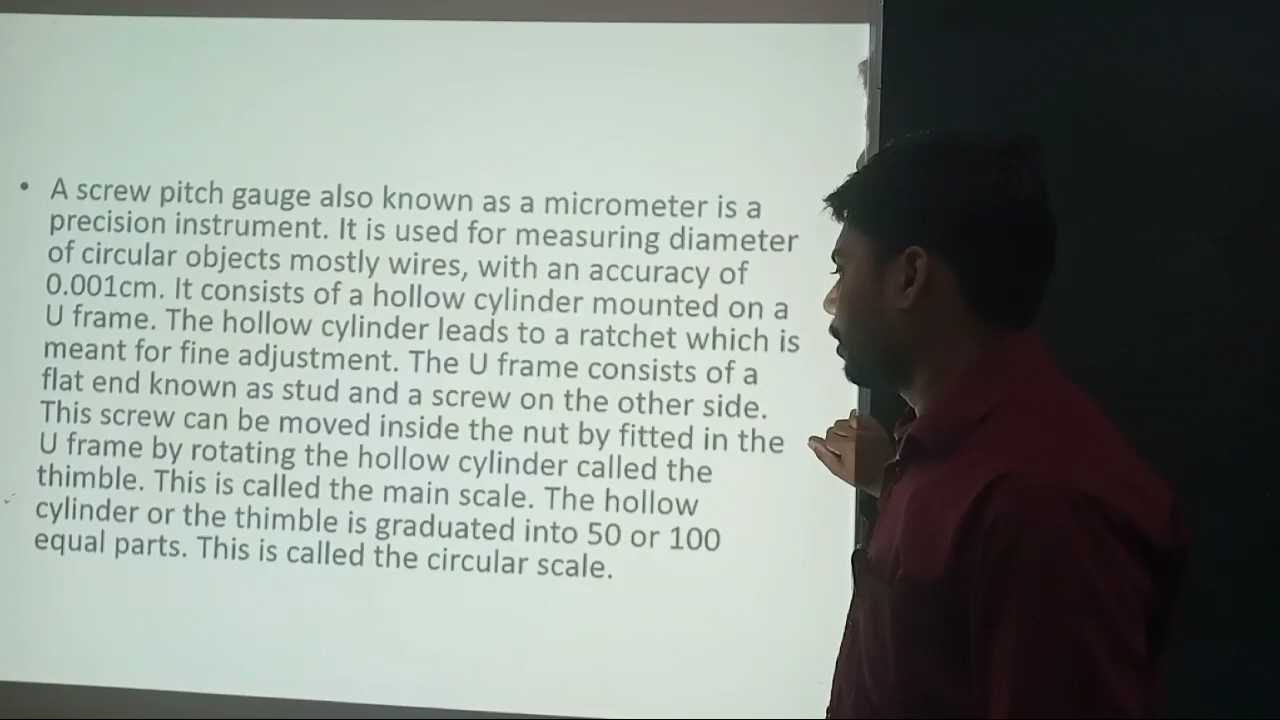 • A screw pitch gauge also known as a micrometer is a
precision instrument. It is used for measuring diameter
of circular objects mostly wires, with an accuracy of
0.001cm. It consists of a hollow cylinder mounted on a
U frame. The hollow cylinder leads to a ratchet which is
meant for fine adjustment. The U frame consists of a
flat end known as stud and a screw on the other side.
This screw can be moved inside the nut by fitted in the
U frame by rotating the hollow cylinder called the
thimble. This is called the main scale. The hollow
cylinder or the thimble is graduated into 50 or 100
equal parts. This is called the circular scale.